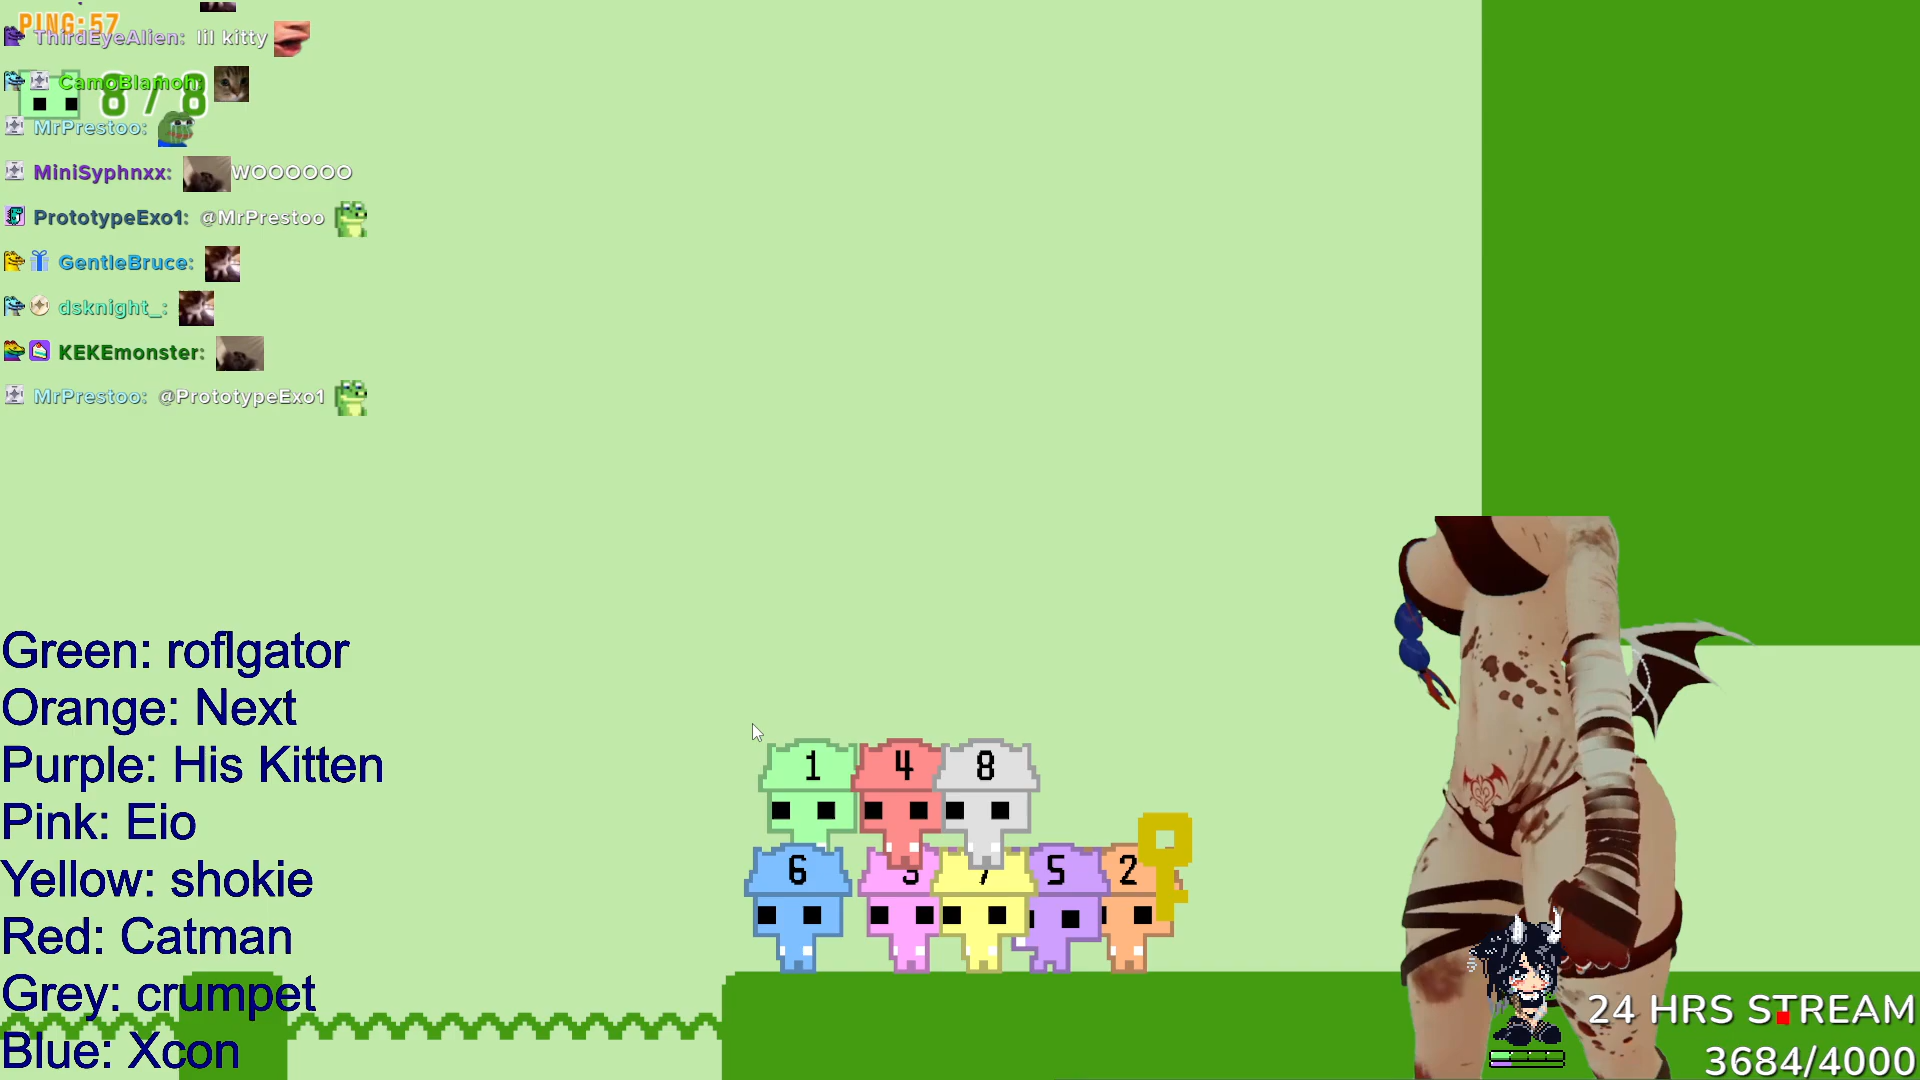 PING:57
ThirdEyeAlien: lil kitty
CamoBlamoh:
8/8
MrPrestoo:
MiniSyphnxx: WOOOOOO
PrototypeExo1: @MrPrestoo
GentleBruce:
dsknight_:
KEKEmonster:
MrPrestoo: @PrototypeExo1
Green: roflgator
Orange: Next
Purple: His Kitten
Pink: Eio
Yellow: shokie
Red: Catman
Grey: crumpet
Blue: Xcon
1 4 8
6 3 7 5 2
24 HRS STREAM
3684/4000